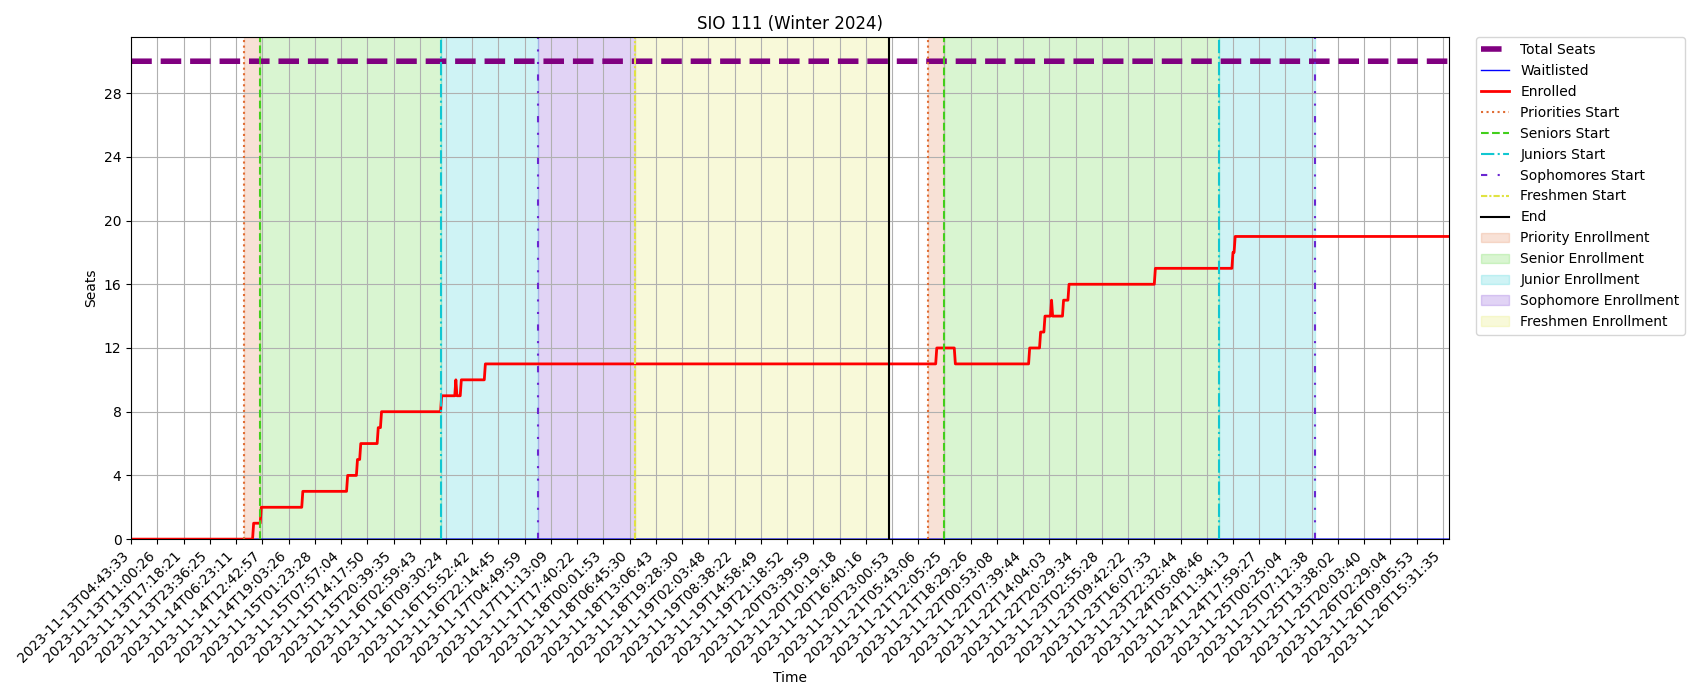 SIO 111 (Winter 2024)
Seats
28
24
20
16
12
8
4
0
2023-11-13T04:43:33
2023-11-13T11:00:26
2023-11-13T17:18:21
2023-11-13T23:36:25
2023-11-14T06:23:11
2023-11-14T12:42:57
2023-11-14T19:03:26
2023-11-15T01:23:28
2023-11-15T07:57:04
2023-11-15T14:17:50
2023-11-15T20:39:35
2023-11-16T02:59:43
2023-11-16T09:30:24
2023-11-16T15:52:42
2023-11-16T22:14:45
2023-11-17T04:49:59
2023-11-17T11:13:09
2023-11-17T17:40:22
2023-11-18T00:01:53
2023-11-18T06:45:30
2023-11-18T13:06:43
2023-11-18T19:28:30
2023-11-19T02:03:48
2023-11-19T08:38:22
2023-11-19T14:58:49
2023-11-19T21:18:52
2023-11-20T03:39:59
2023-11-20T10:19:18
2023-11-20T16:40:16
2023-11-20T23:00:53
2023-11-21T05:43:06
2023-11-21T12:05:25
2023-11-21T18:29:26
2023-11-22T00:53:08
2023-11-22T07:39:44
2023-11-22T14:04:03
2023-11-22T20:29:34
2023-11-23T02:55:28
2023-11-23T09:42:22
2023-11-23T16:07:33
2023-11-23T22:32:44
2023-11-24T05:08:46
2023-11-24T11:34:13
2023-11-24T17:59:27
2023-11-25T00:25:04
2023-11-25T07:12:38
2023-11-25T13:38:02
2023-11-25T20:03:40
2023-11-26T02:29:04
2023-11-26T09:05:53
2023-11-26T15:31:35
Time
Total Seats
Waitlisted
Enrolled
Priorities Start
Seniors Start
Juniors Start
Sophomores Start
Freshmen Start
End
Priority Enrollment
Senior Enrollment
Junior Enrollment
Sophomore Enrollment
Freshmen Enrollment